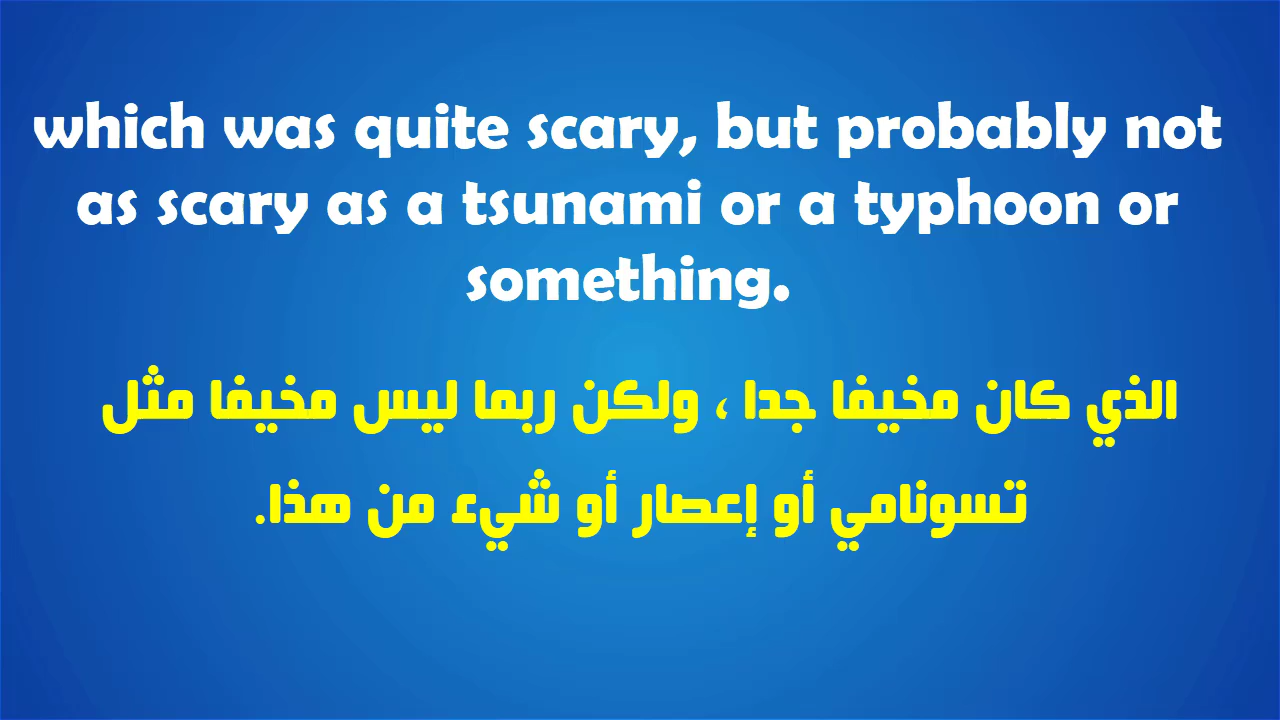 which was quite scary, but probably not
as scary as a tsunami or a typhoon or
something.
الذي كان مخيفا جدا ، ولكن ربما ليس مخيفا مثل
تسونامي أو إعصار أو شيء من هذا.